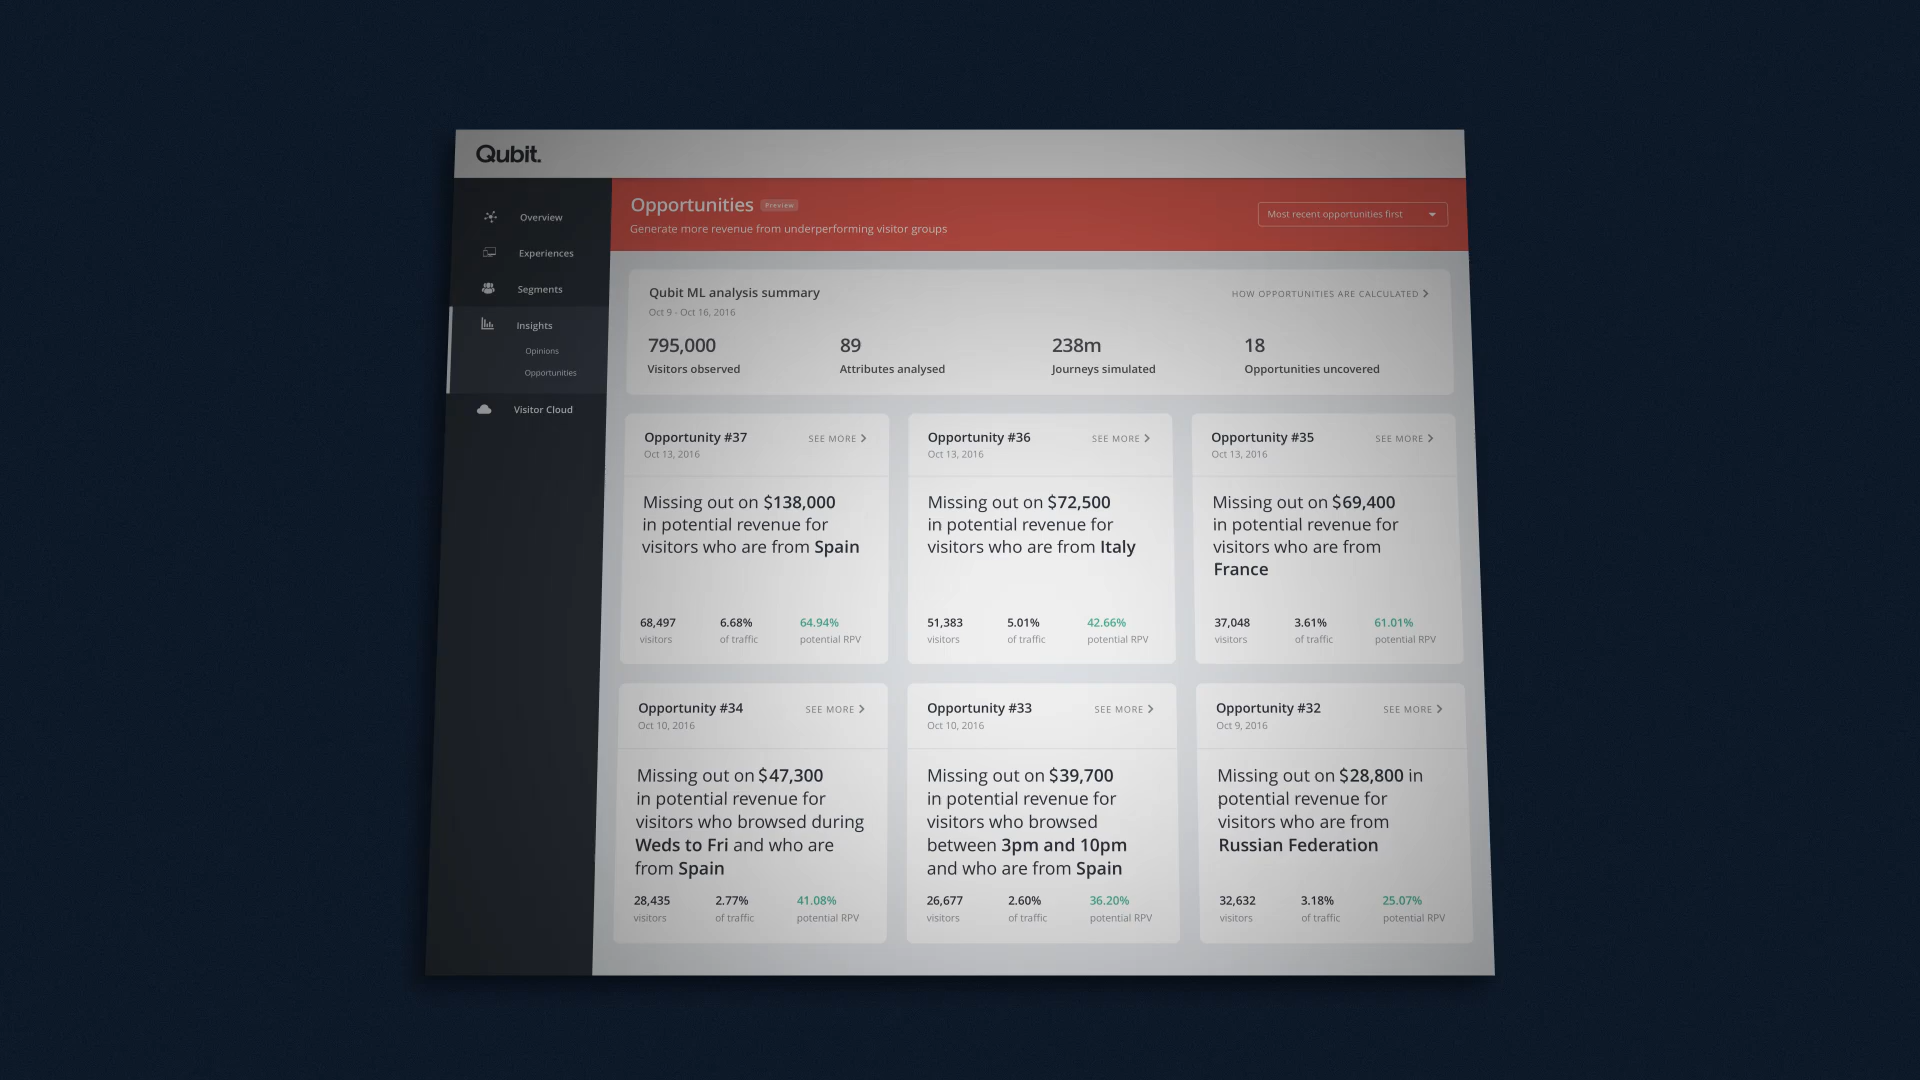 Qubit.
Overview
Experiences
Segments
Insights
Opinions
Opportunities
Visitor Cloud
Opportunities Preview
Generate more revenue from underperforming visitor groups
Most recent opportunities first
Qubit ML analysis summary
HOW OPPORTUNITIES ARE CALCULATED
Oct 9 - Oct 16, 2016
795,000 89 238m 18
Visitors observed Attributes analysed Journeys simulated Opportunities uncovered
Opportunity #37 SEE MORE
Oct 13, 2016
Missing out on $138,000
in potential revenue for
visitors who are from Spain
68,497 6.68% 64.94%
visitors of traffic potential RPV
Opportunity #36 SEE MORE
Oct 13, 2016
Missing out on $72,500
in potential revenue for
visitors who are from Italy
51,383 5.01% 42.66%
visitors of traffic potential RPV
Opportunity #35 SEE MORE
Oct 13, 2016
Missing out on $69,400
in potential revenue for
visitors who are from
France
37,048 3.61% 61.01%
visitors of traffic potential RPV
Opportunity #34 SEE MORE
Oct 10, 2016
Missing out on $47,300
in potential revenue for
visitors who browsed during
Weds to Fri and who are
from Spain
28,435 2.77% 41.08%
visitors of traffic potential RPV
Opportunity #33 SEE MORE
Oct 10, 2016
Missing out on $39,700
in potential revenue for
visitors who browsed
between 3pm and 10pm
and who are from Spain
26,677 2.60% 36.20%
visitors of traffic potential RPV
Opportunity #32 SEE MORE
Oct 9, 2016
Missing out on $28,800 in
potential revenue for
visitors who are from
Russian Federation
32,632 3.18% 25.07%
visitors of traffic potential RPV